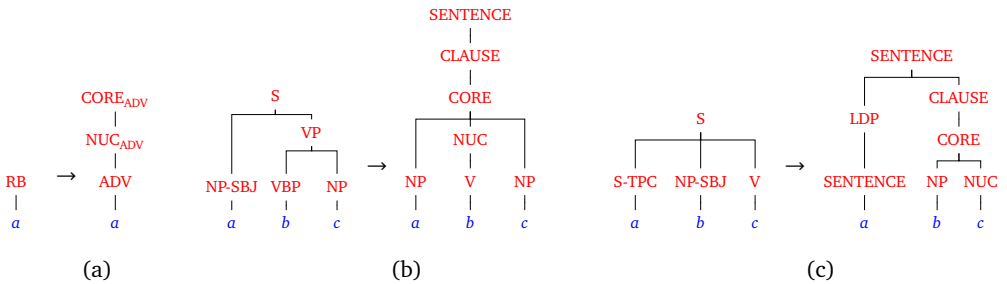 SENTENCE
CLAUSE
SENTENCE
CORE_ADV
S
CORE
CLAUSE
S
LDP
NUC_ADV
VP
NUC
CORE
RB → ADV
NP-SBJ VBP NP → NP V NP
S-TPC NP-SBJ V → SENTENCE NP NUC
a a a b c a b c a b c a b c
(a) (b) (c)